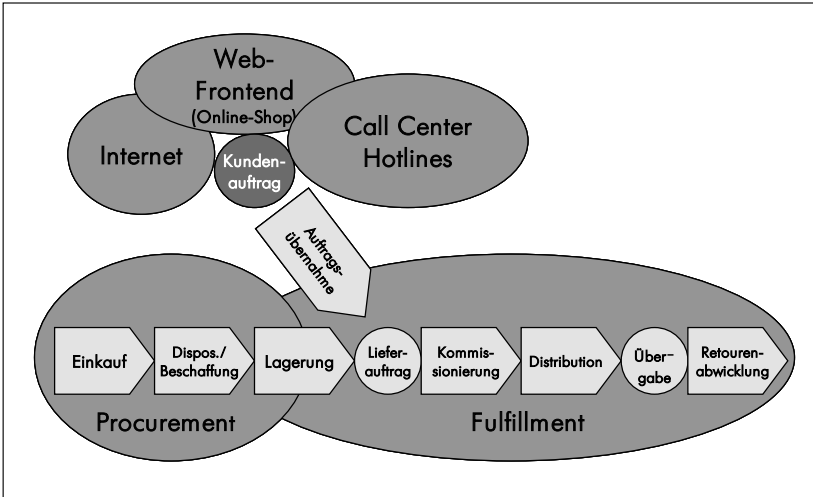 Web-
Frontend
(Online-Shop)
Internet
Call Center
Hotlines
Kunden-
auftrag
Auftrags-
übernahme
Einkauf
Dispos./
Beschaffung
Lagerung
Liefer-
auftrag
Kommis-
sionierung
Distribution
Über-
gabe
Retouren-
abwicklung
Procurement
Fulfillment